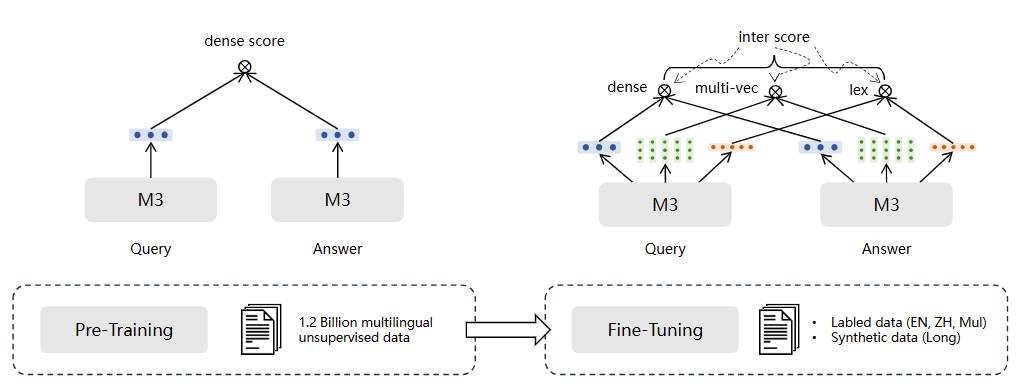 dense score
M3
M3
Query
Answer
Pre-Training
1.2 Billion multilingual
unsupervised data
inter score
dense
multi-vec
lex
M3
M3
Query
Answer
Fine-Tuning
• Labled data (EN, ZH, Mul)
• Synthetic data (Long)